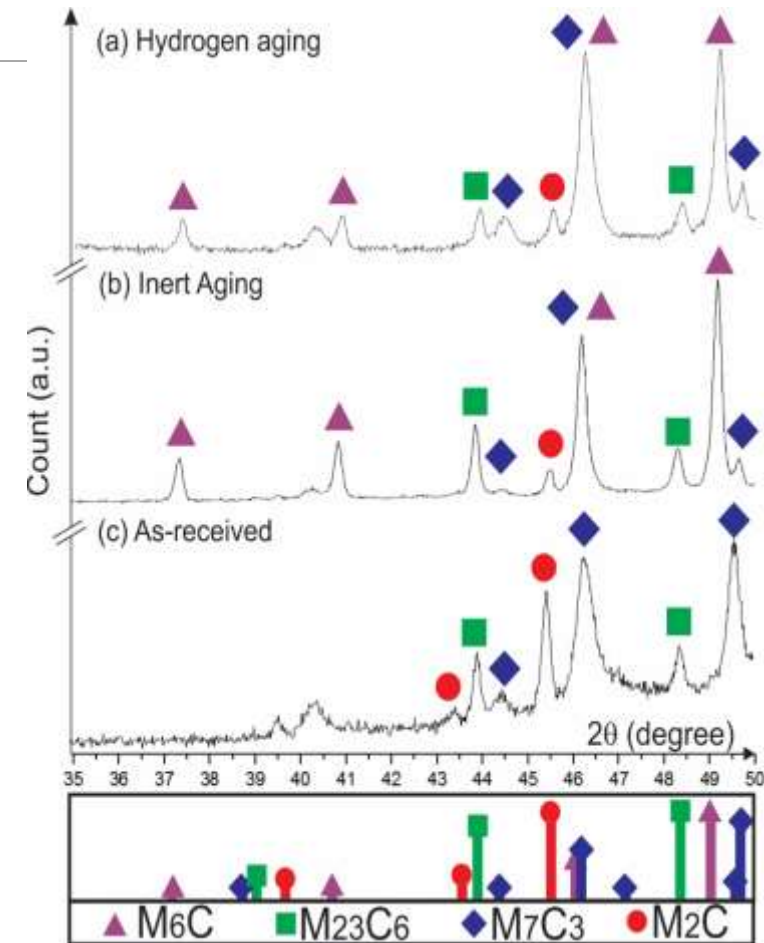 (a) Hydrogen aging
(b) Inert Aging
Count (a.u.)
(c) As-received
2θ (degree)
35 36 37 38 39 40 41 42 43 44 45 46 47 48 49 50
M6C M23C6 M7C3 M2C